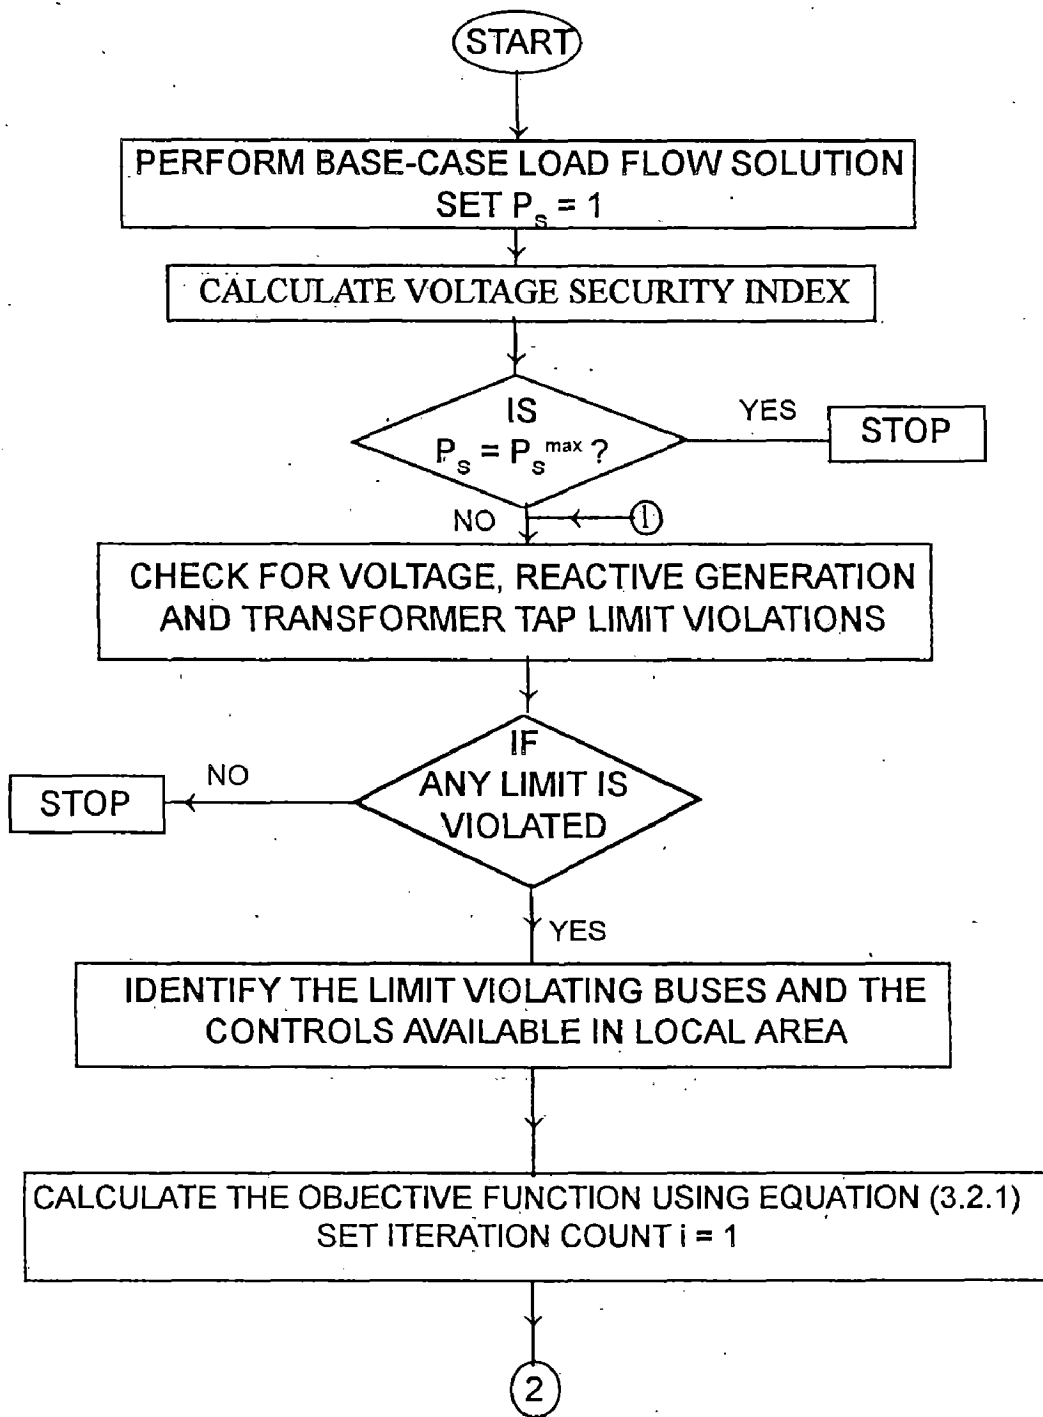 START
PERFORM BASE-CASE LOAD FLOW SOLUTION
SET Pₛ = 1
CALCULATE VOLTAGE SECURITY INDEX
IS
Pₛ = Pₛᵐᵃˣ ?
YES
STOP
NO
1
CHECK FOR VOLTAGE, REACTIVE GENERATION
AND TRANSFORMER TAP LIMIT VIOLATIONS
IF
ANY LIMIT IS
VIOLATED
NO
STOP
YES
IDENTIFY THE LIMIT VIOLATING BUSES AND THE
CONTROLS AVAILABLE IN LOCAL AREA
CALCULATE THE OBJECTIVE FUNCTION USING EQUATION (3.2.1)
SET ITERATION COUNT i = 1
2